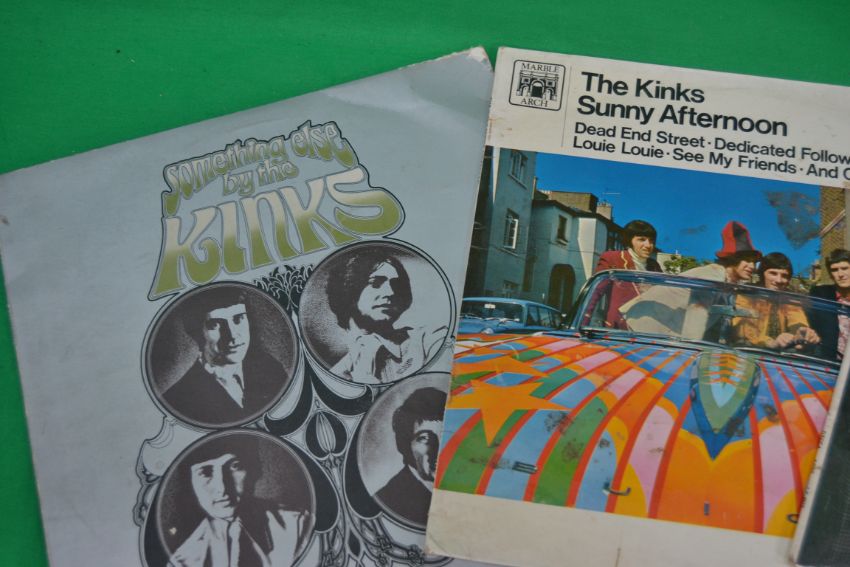 something else
by the
KINKS
MARBLE
ARCH
The Kinks
Sunny Afternoon
Dead End Street · Dedicated Follow
Louie Louie · See My Friends · And